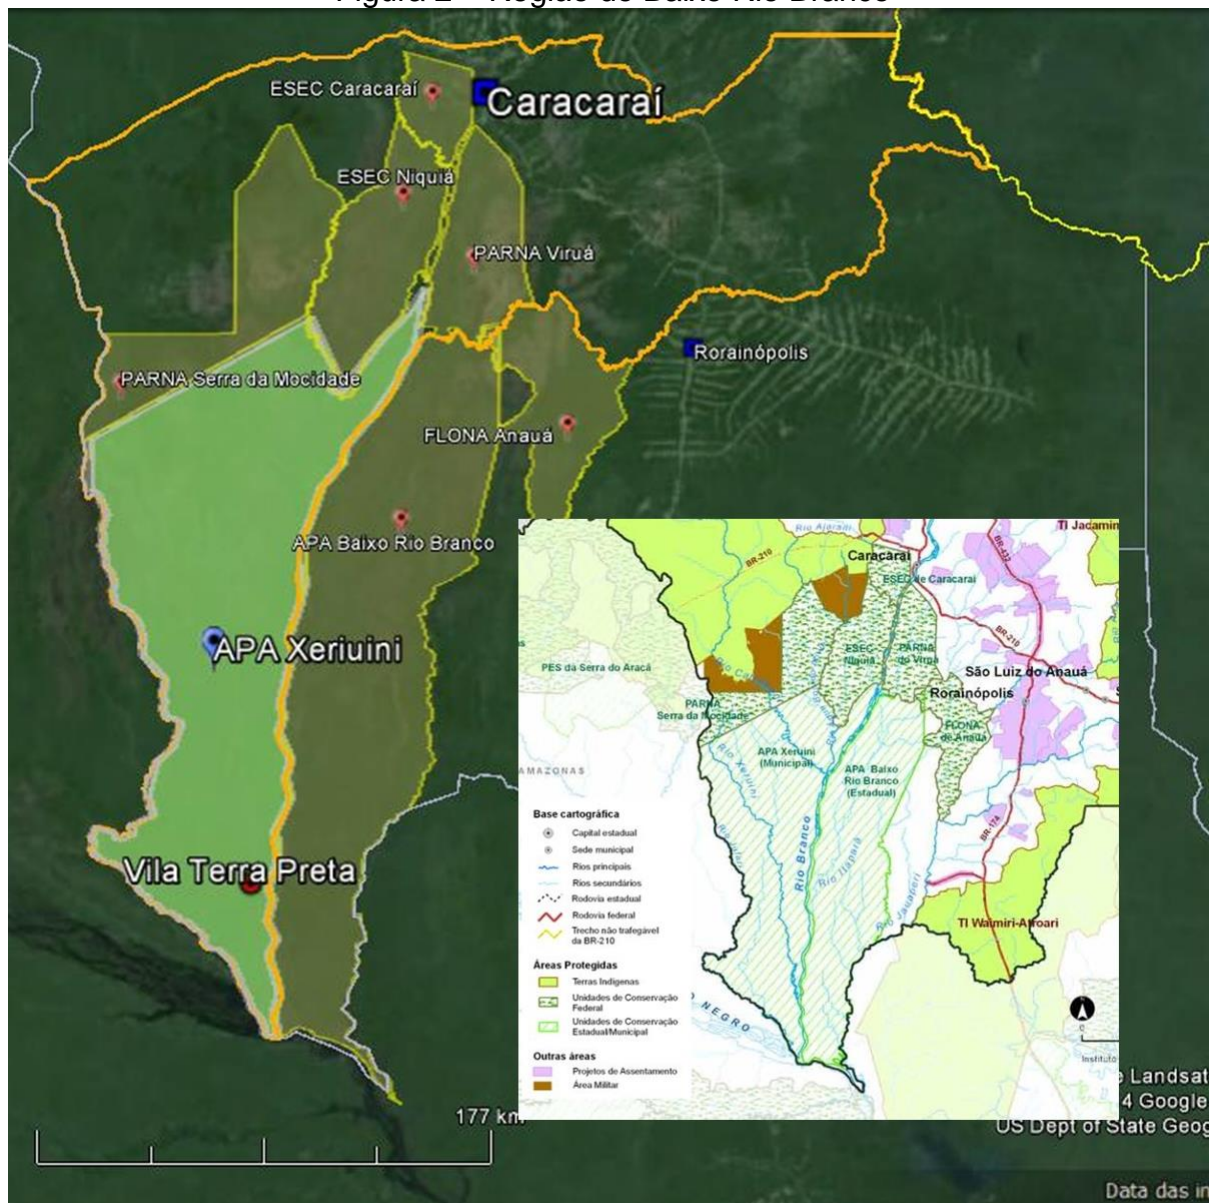 Figura 2 – Região do Baixo Rio Branco
ESEC Caracaraí
Caracaraí
ESEC Niquiá
PARNA Viruá
Rorainópolis
PARNA Serra da Mocidade
FLONA Anauá
APA Baixo Rio Branco
APA Xeriuini
Vila Terra Preta
177 km
Rio Ajarani
TI Jacamim
Caracaraí
BR-210
BR-432
ESEC de Caracaraí
BR-210
ESEC
Niquiá
PARNA
do Viruá
PES da Serra do Aracá
São Luiz do Anauá
Rorainópolis
PARNA
Serra da Mocidade
FLONA
de Anauá
APA Xeruini
(Municipal)
Rio Xeruini
APA Baixo
Rio Branco
(Estadual)
AMAZONAS
Base cartográfica
Capital estadual
Sede municipal
Rios principais
Rios secundários
Rodovia estadual
Rodovia federal
Trecho não trafegável
da BR-210
Rio Branco
Rio Itapará
BR-174
Rio Jauaperi
TI Waimiri-Atroari
Áreas Protegidas
Terras Indígenas
Unidades de Conservação
Federal
Unidades de Conservação
Estadual/Municipal
O NEGRO
Outras áreas
Projetos de Assentamento
Área Militar
0
Instituto
e Landsat
4 Google
US Dept of State Geog
Data das in